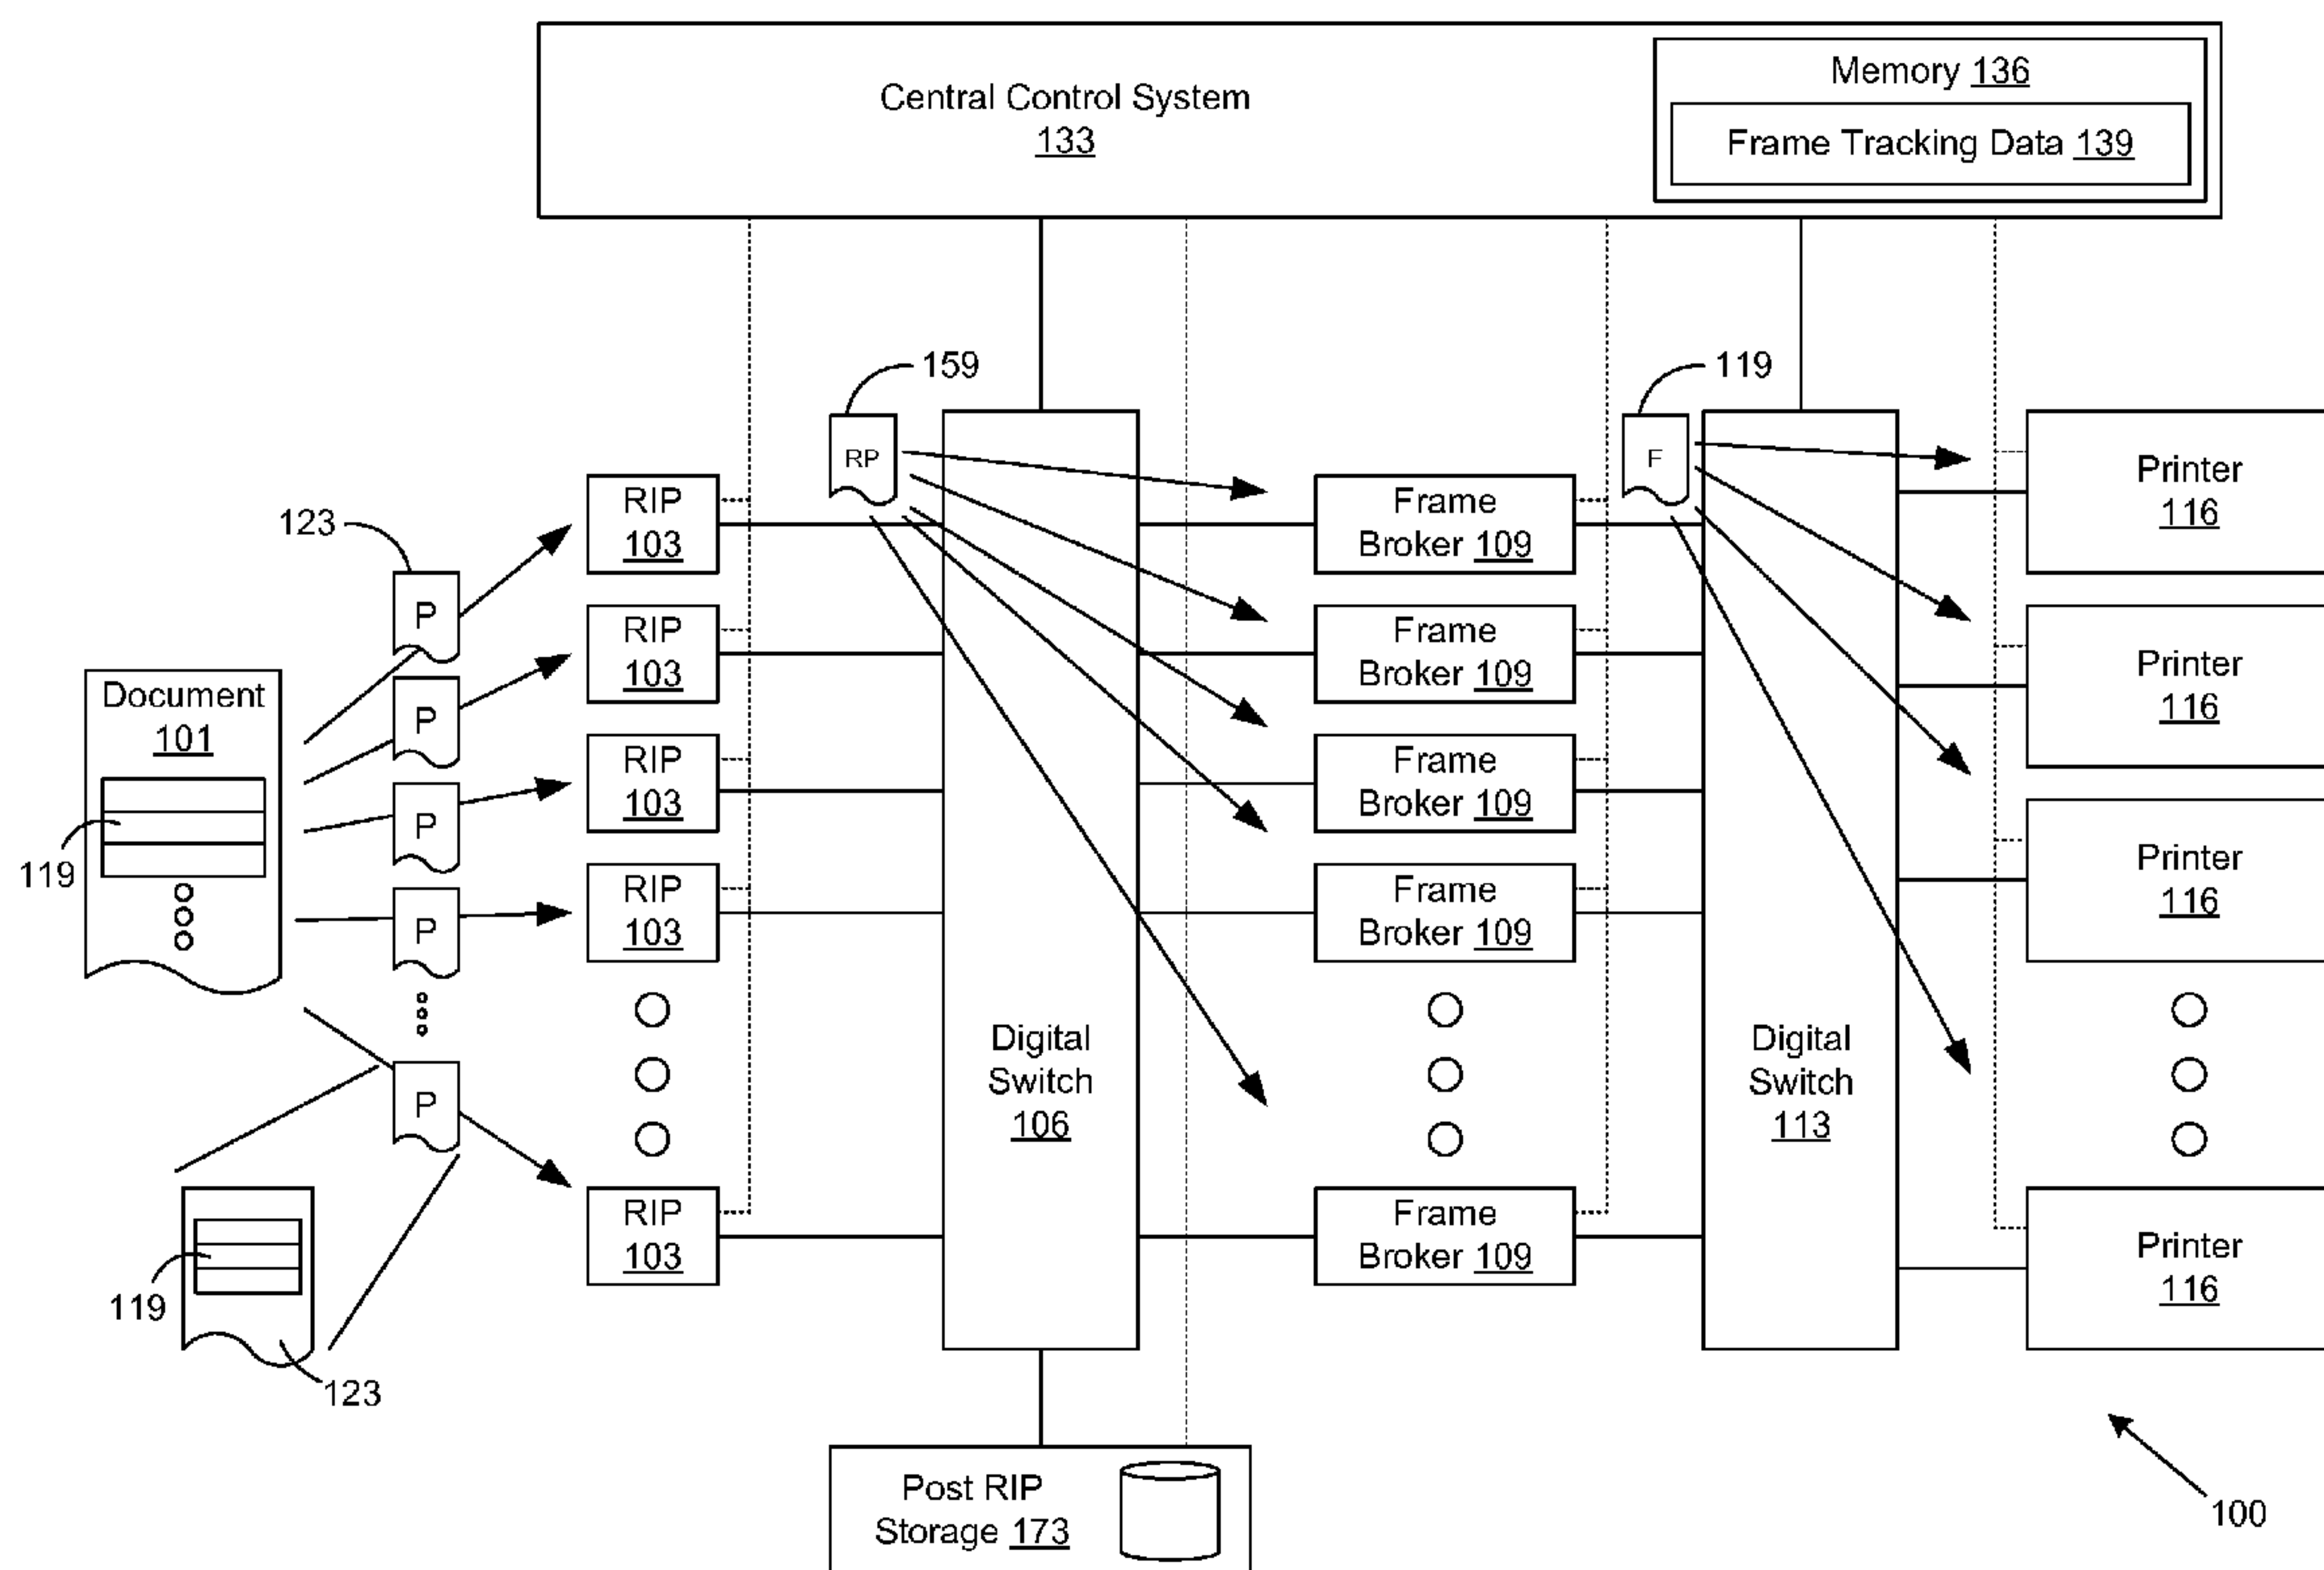 Central Control System
133
Memory 136
Frame Tracking Data 139
159
119
RP
F
123
P
P
P
P
P
Document
101
119
119
123
RIP
103
RIP
103
RIP
103
RIP
103
RIP
103
Digital
Switch
106
Frame
Broker 109
Frame
Broker 109
Frame
Broker 109
Frame
Broker 109
Frame
Broker 109
Digital
Switch
113
Printer
116
Printer
116
Printer
116
Printer
116
Post RIP
Storage 173
100